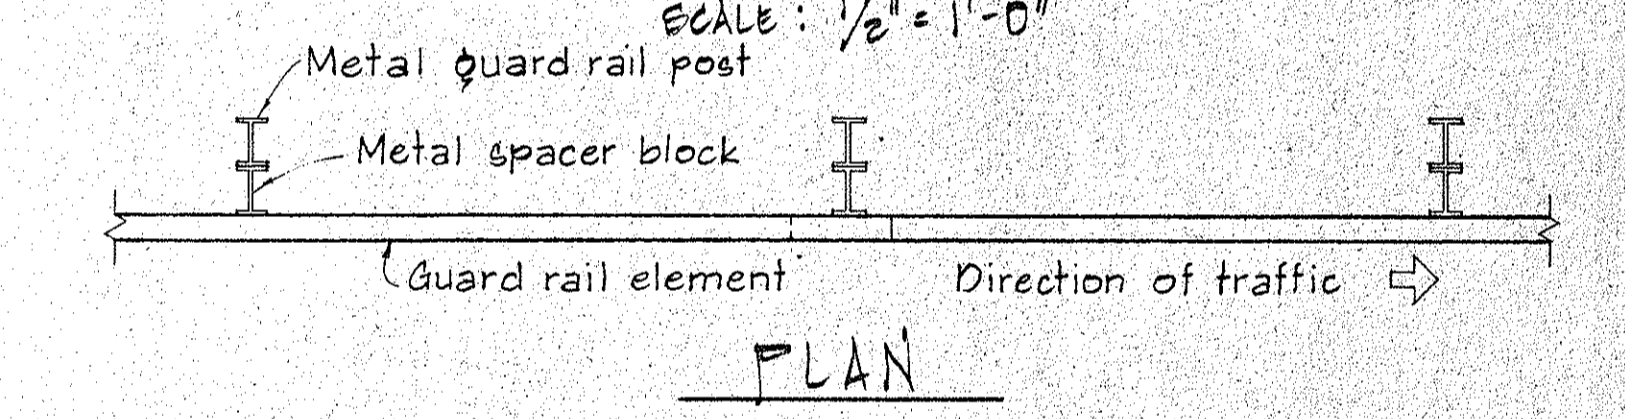 SCALE : 1/2" = 1'-0"
Metal guard rail post
Metal spacer block
Guard rail element
Direction of traffic
PLAN